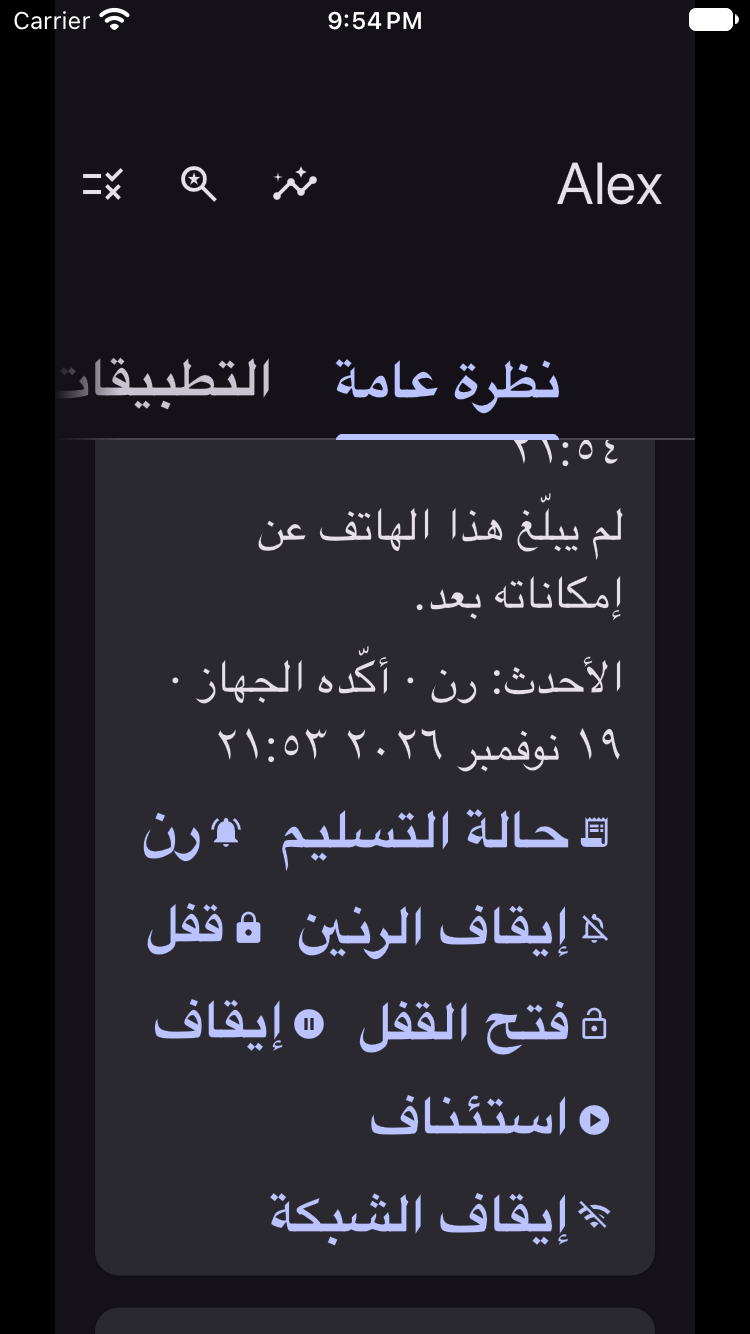 Carrier 9:54 PM
Alex
نظرة عامة التطبيقات
٢١:٥٤
لم يبلّغ هذا الهاتف عن
إمكاناته بعد.
الأحدث: رن · أكّده الجهاز ·
١٩ نوفمبر ٢٠٢٦ ٢١:٥٣
حالة التسليم رن
إيقاف الرنين قفل
فتح القفل إيقاف
استئناف
إيقاف الشبكة